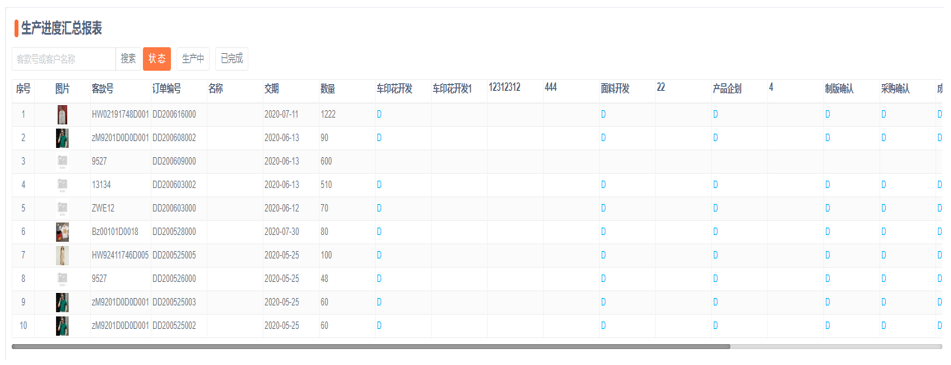 生产进度汇总报表
客款号或客户名称 搜索 状态 生产中 已完成
序号 图片 客款号 订单编号 名称 交期 数量 车印花开发 车印花开发1 12312312 444 面料开发 22 产品企划 4 制版确认 采购确认
1 HW02191748D001 DD200616000 2020-07-11 1222 D D D D D D
2 zM9201D0D0D001 DD200608002 2020-06-13 90 D D D D D D
3 9527 DD200609000 2020-06-13 600
4 13134 DD200603002 2020-06-13 510 D D D D D D
5 ZWE12 DD200603000 2020-06-12 70 D D D D D D
6 Bz00101D0018 DD200528000 2020-07-30 80 D D D D D D
7 HW92411746D005 DD200525005 2020-05-25 100 D D D D D D
8 9527 DD200526000 2020-05-25 48 D D D D D D
9 zM9201D0D0D001 DD200525003 2020-05-25 60 D D D D D D
10 zM9201D0D0D001 DD200525002 2020-05-25 60 D D D D D D